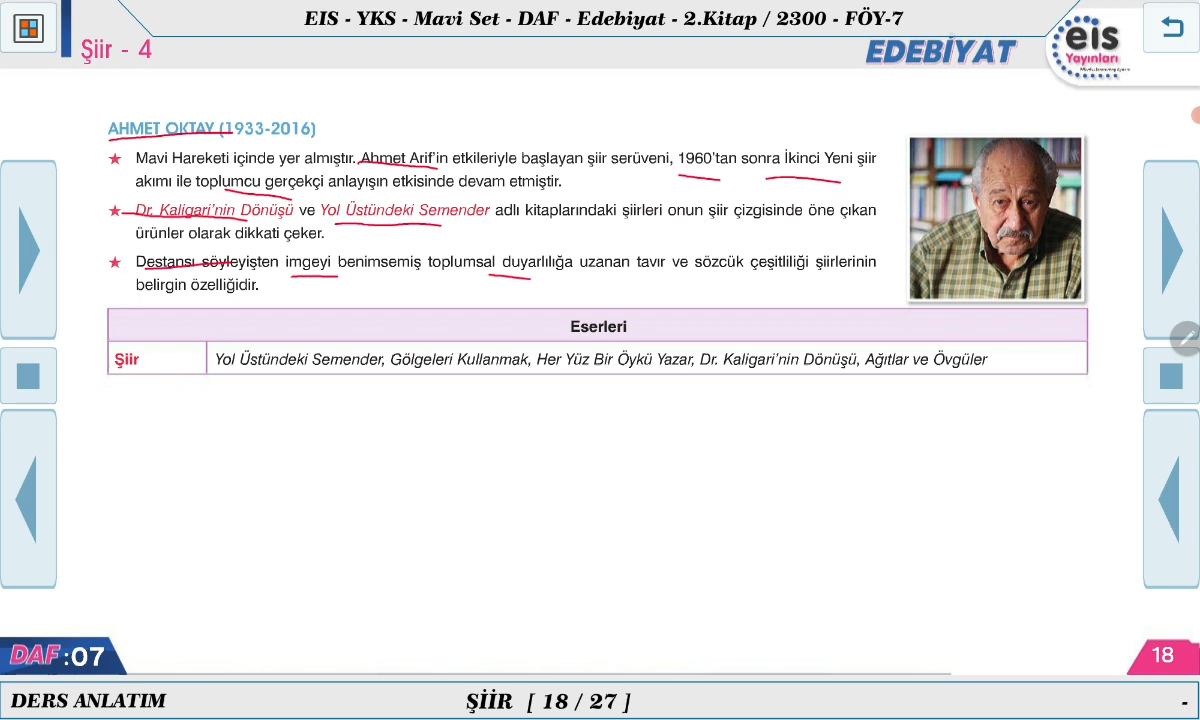 EIS - YKS - Mavi Set - DAF - Edebiyat - 2.Kitap / 2300 - FÖY-7
Şiir - 4
EDEBİYAT
eis
Yayınları
AHMET OKTAY (1933-2016)
★ Mavi Hareketi içinde yer almıştır. Ahmet Arif'in etkileriyle başlayan şiir serüveni, 1960'tan sonra İkinci Yeni şiir
akımı ile toplumcu gerçekçi anlayışın etkisinde devam etmiştir.
★ Dr. Kaligari'nin Dönüşü ve Yol Üstündeki Semender adlı kitaplarındaki şiirleri onun şiir çizgisinde öne çıkan
ürünler olarak dikkati çeker.
★ Destansı söyleyişten imgeyi benimsemiş toplumsal duyarlılığa uzanan tavır ve sözcük çeşitliliği şiirlerinin
belirgin özelliğidir.
Eserleri
Şiir Yol Üstündeki Semender, Gölgeleri Kullanmak, Her Yüz Bir Öykü Yazar, Dr. Kaligari'nin Dönüşü, Ağıtlar ve Övgüler
DAF :07
18
DERS ANLATIM
ŞİİR [ 18 / 27 ]
-